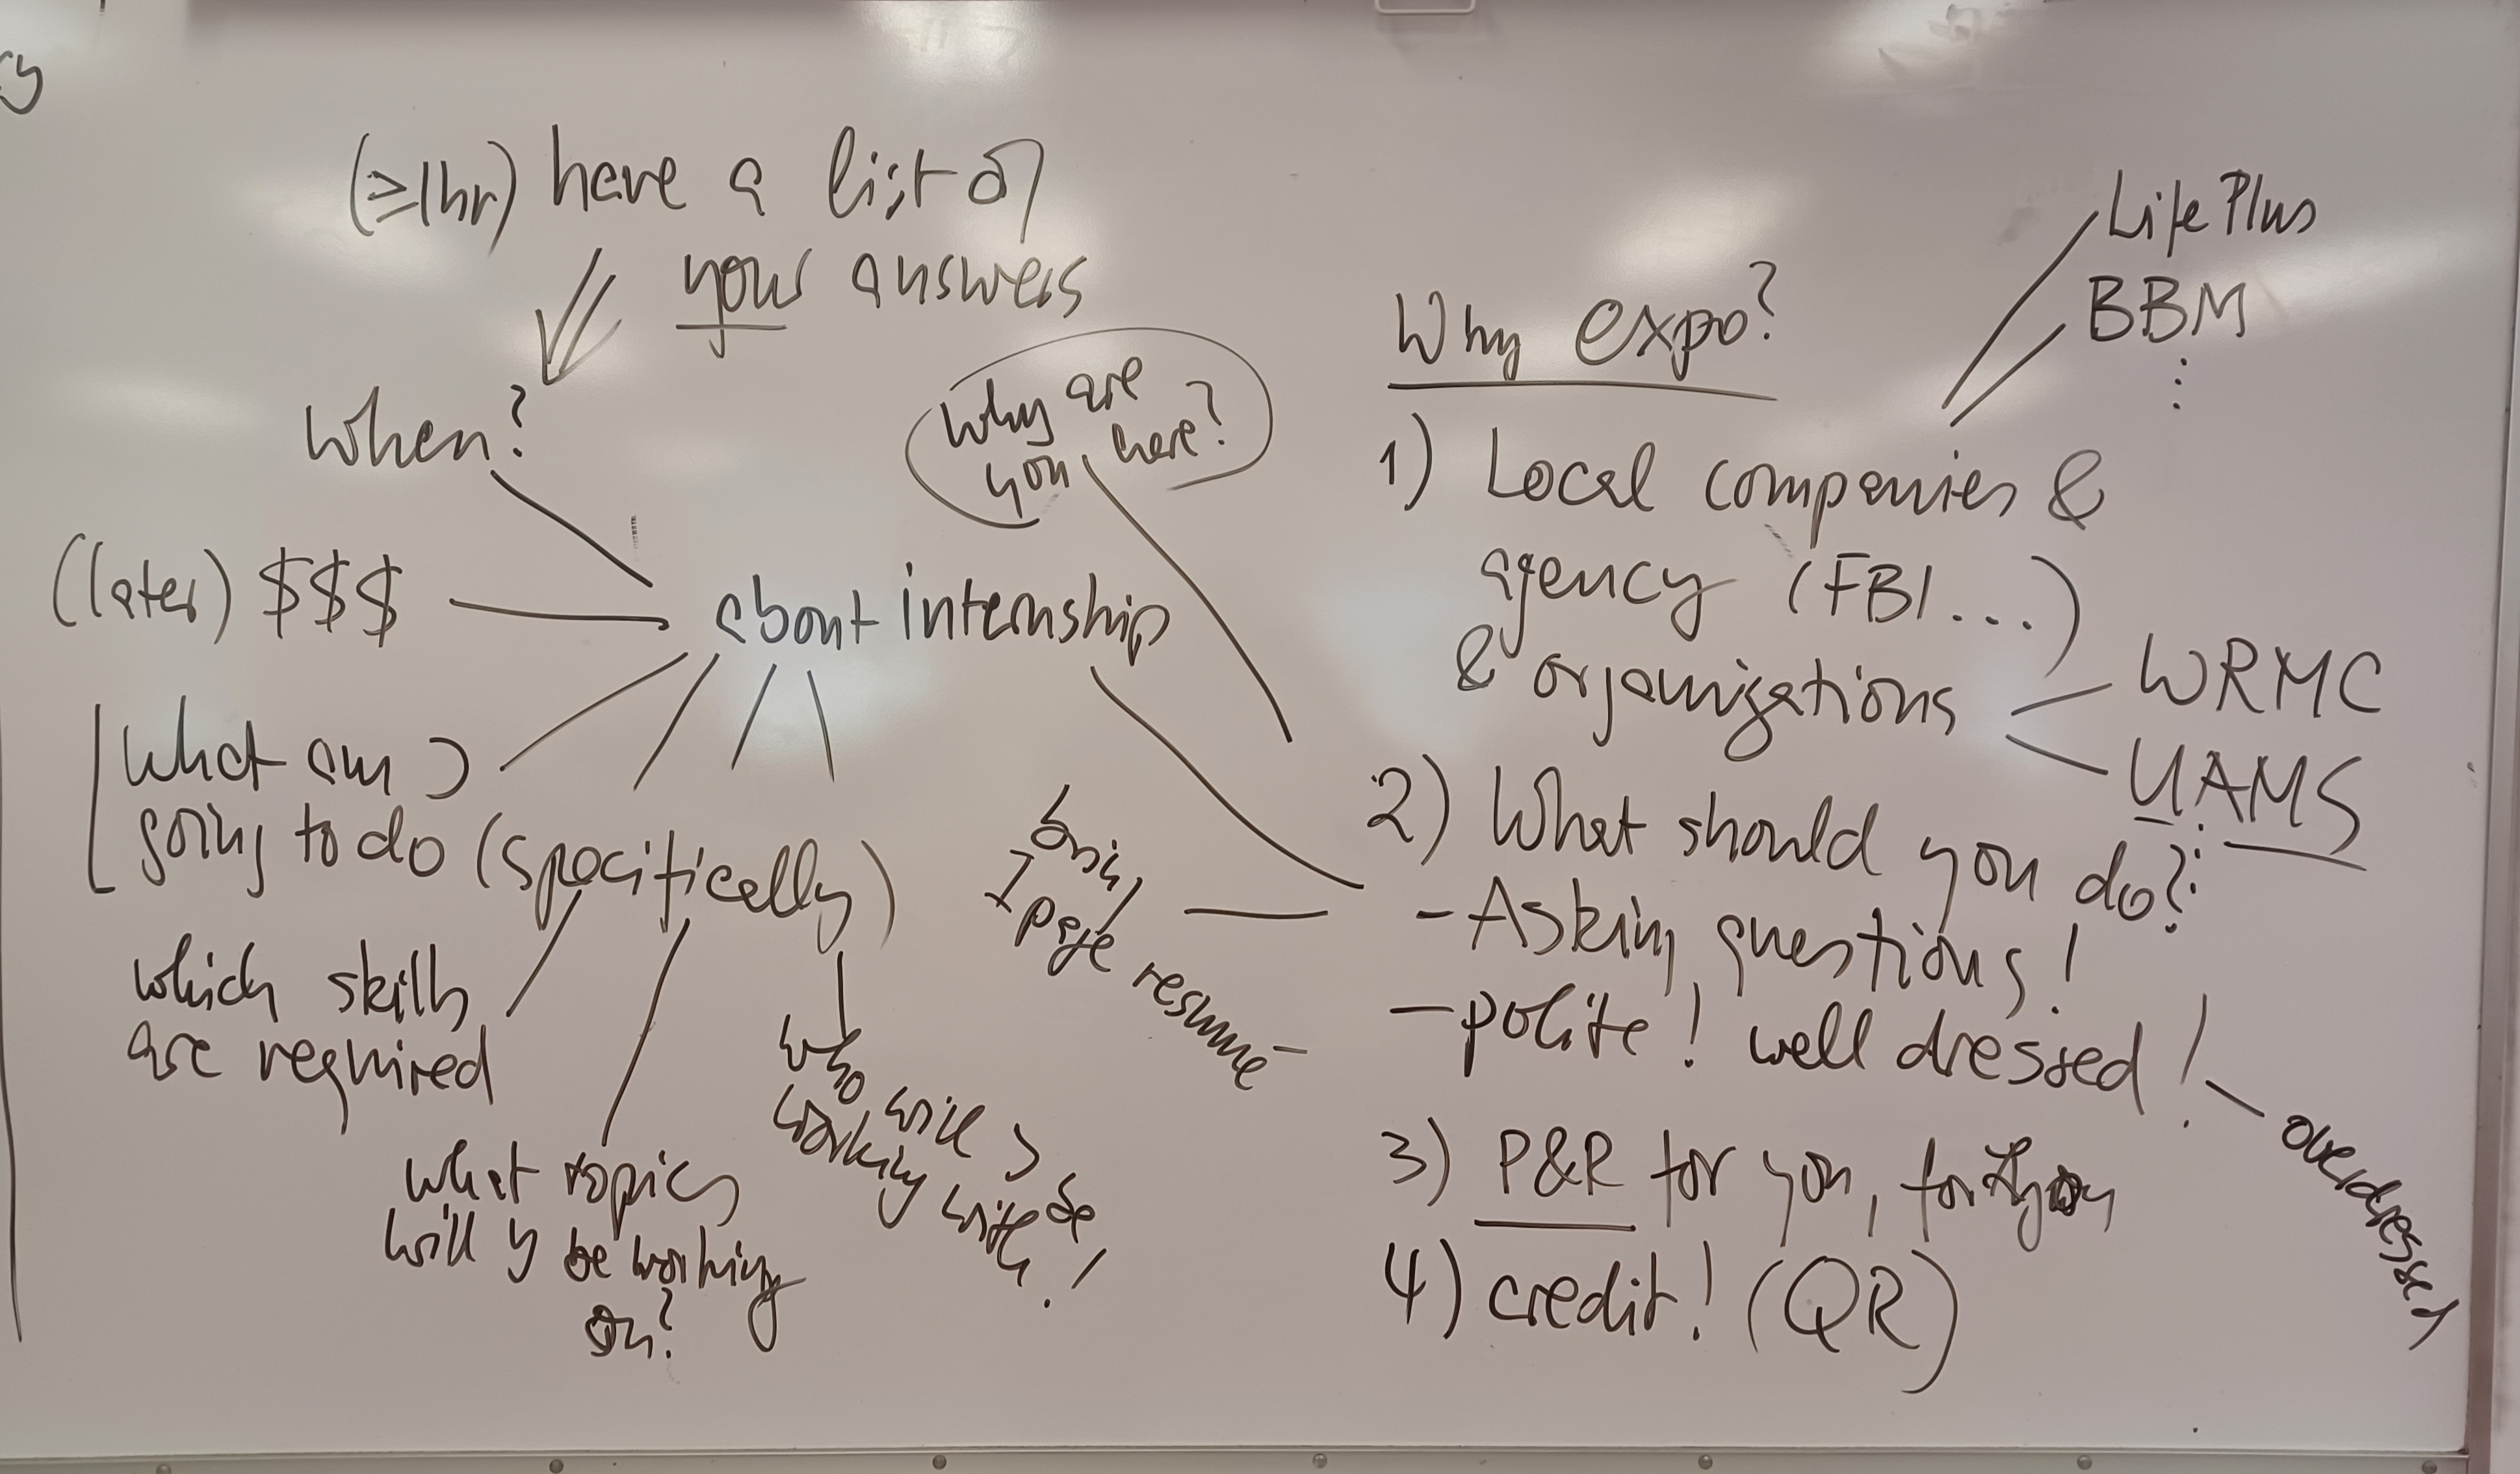 (≥1hr) have a list of
your answers
when?
Why are
you here?
(later) $$$
about internship
What am I
going to do (specifically)
which skills
are required
what topics
will y be working
on?
who will I be
working with!
bring
1 page resume
Why expo?
Life Plus
BBM
1) Local companies &
agency (FBI...)
& organizations
WRMC
UAMS
2) What should you do?
- Asking questions!
- polite! well dressed!
- overdressed
3) P&R for you, for
4) credit! (QR)